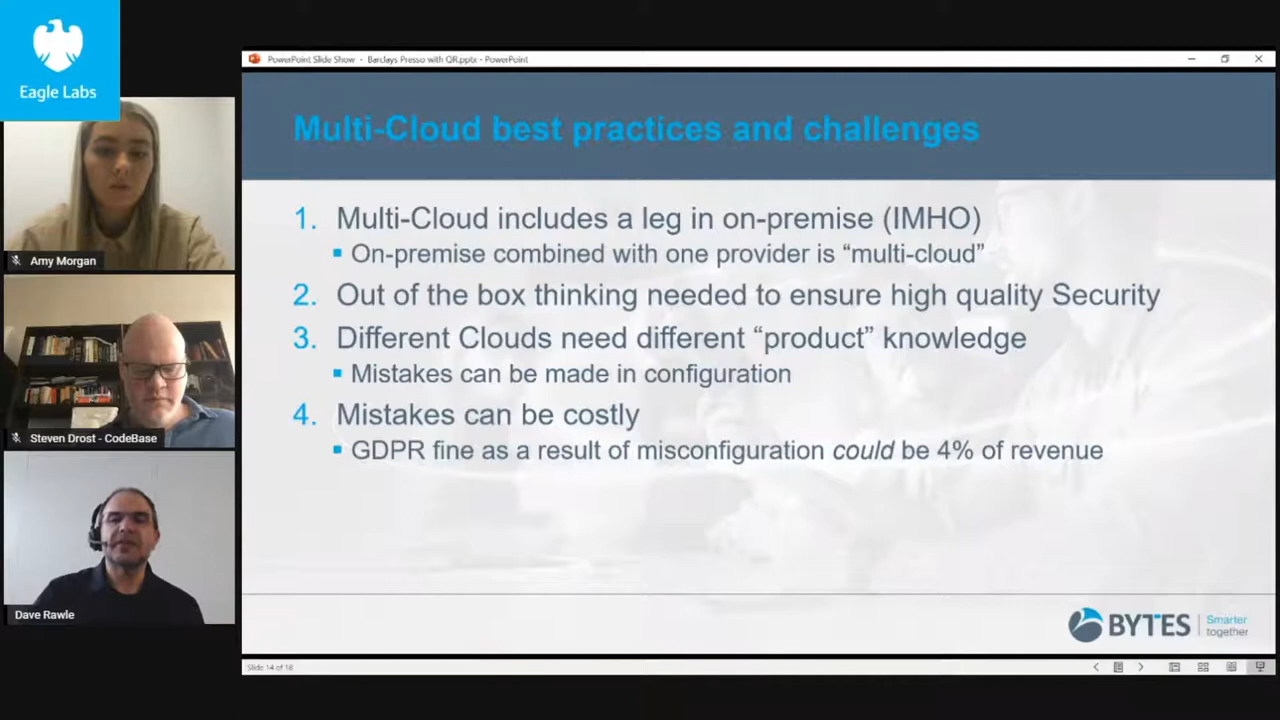 Eagle Labs
Amy Morgan
Steven Drost - CodeBase
Dave Rawle
PowerPoint Slide Show - Barclays Presso with QR.pptx - PowerPoint
Multi-Cloud best practices and challenges
1. Multi-Cloud includes a leg in on-premise (IMHO)
▪ On-premise combined with one provider is “multi-cloud”
2. Out of the box thinking needed to ensure high quality Security
3. Different Clouds need different “product” knowledge
▪ Mistakes can be made in configuration
4. Mistakes can be costly
▪ GDPR fine as a result of misconfiguration could be 4% of revenue
BYTES
Smarter
together
Slide 14 of 18